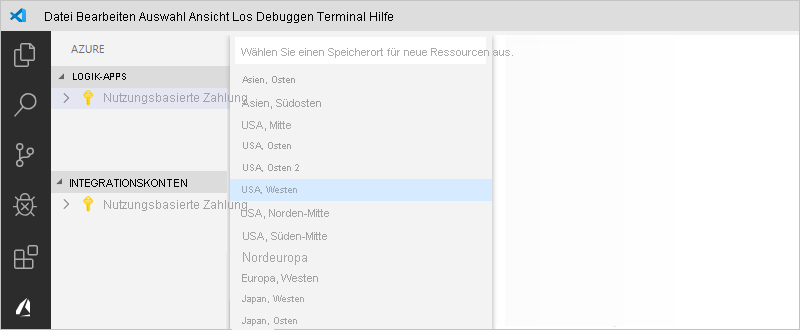 Datei Bearbeiten Auswahl Ansicht Los Debuggen Terminal Hilfe
AZURE
LOGIK-APPS
Nutzungsbasierte Zahlung
INTEGRATIONSKONTEN
Nutzungsbasierte Zahlung
Wählen Sie einen Speicherort für neue Ressourcen aus.
Asien, Osten
Asien, Südosten
USA, Mitte
USA, Osten
USA, Osten 2
USA, Westen
USA, Norden-Mitte
USA, Süden-Mitte
Nordeuropa
Europa, Westen
Japan, Westen
Japan, Osten